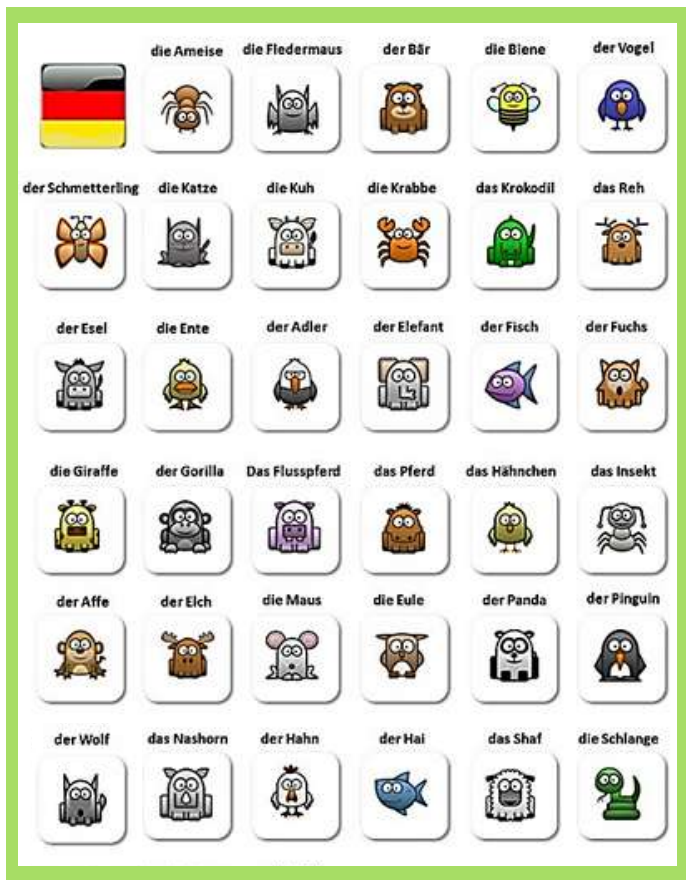 die Ameise die Fledermaus der Bär die Biene der Vogel
der Schmetterling die Katze die Kuh die Krabbe das Krokodil das Reh
der Esel die Ente der Adler der Elefant der Fisch der Fuchs
die Giraffe der Gorilla Das Flusspferd das Pferd das Hähnchen das Insekt
der Affe der Elch die Maus die Eule der Panda der Pinguin
der Wolf das Nashorn der Hahn der Hai das Shaf die Schlange